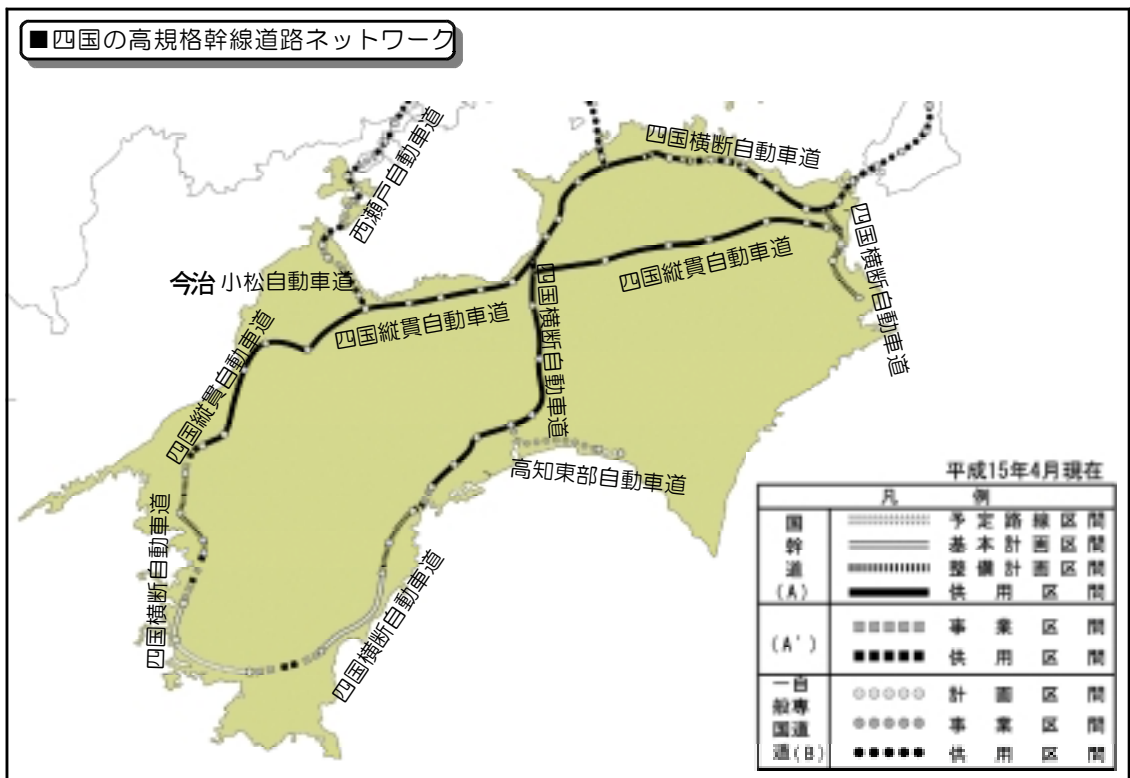 ■四国の高規格幹線道路ネットワーク
西瀬戸自動車道
四国横断自動車道
今治 小松自動車道
四国縦貫自動車道
四国横断自動車道
四国縦貫自動車道
四国横断自動車道
四国縦貫自動車道
高知東部自動車道
四国横断自動車道
四国横断自動車道
平成15年4月現在
凡 例
国幹道(A)
予定路線区間
基本計画区間
整備計画区間
供用区間
(A')
事業区間
供用区間
一般国道
自専道(B)
計画区間
事業区間
供用区間